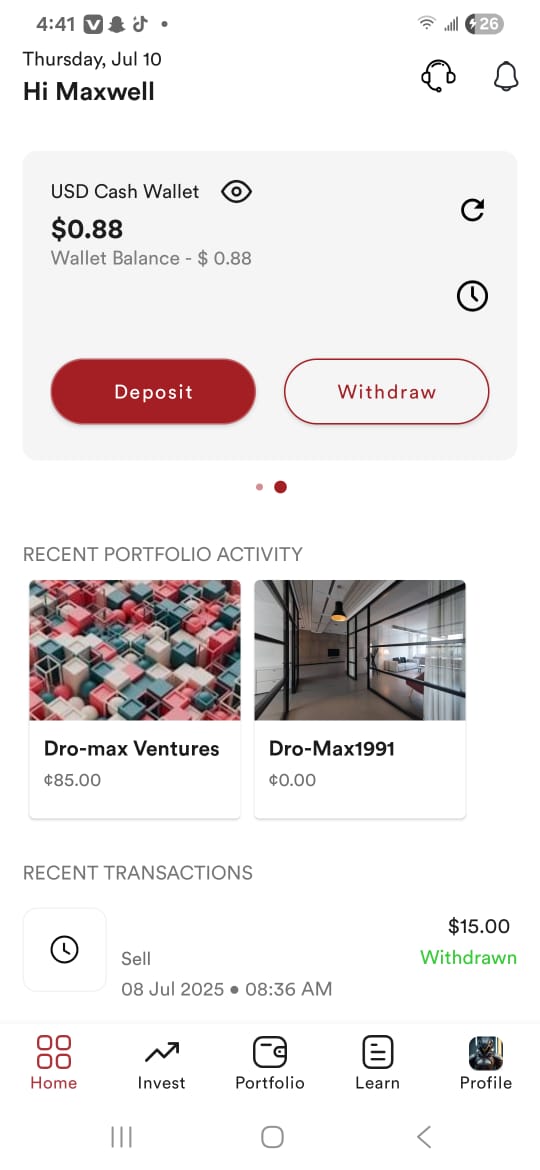 4:41
26
Thursday, Jul 10
Hi Maxwell
USD Cash Wallet
$0.88
Wallet Balance - $ 0.88
Deposit
Withdraw
RECENT PORTFOLIO ACTIVITY
Dro-max Ventures
¢85.00
Dro-Max1991
¢0.00
RECENT TRANSACTIONS
$15.00
Sell
Withdrawn
08 Jul 2025 • 08:36 AM
Home
Invest
Portfolio
Learn
Profile